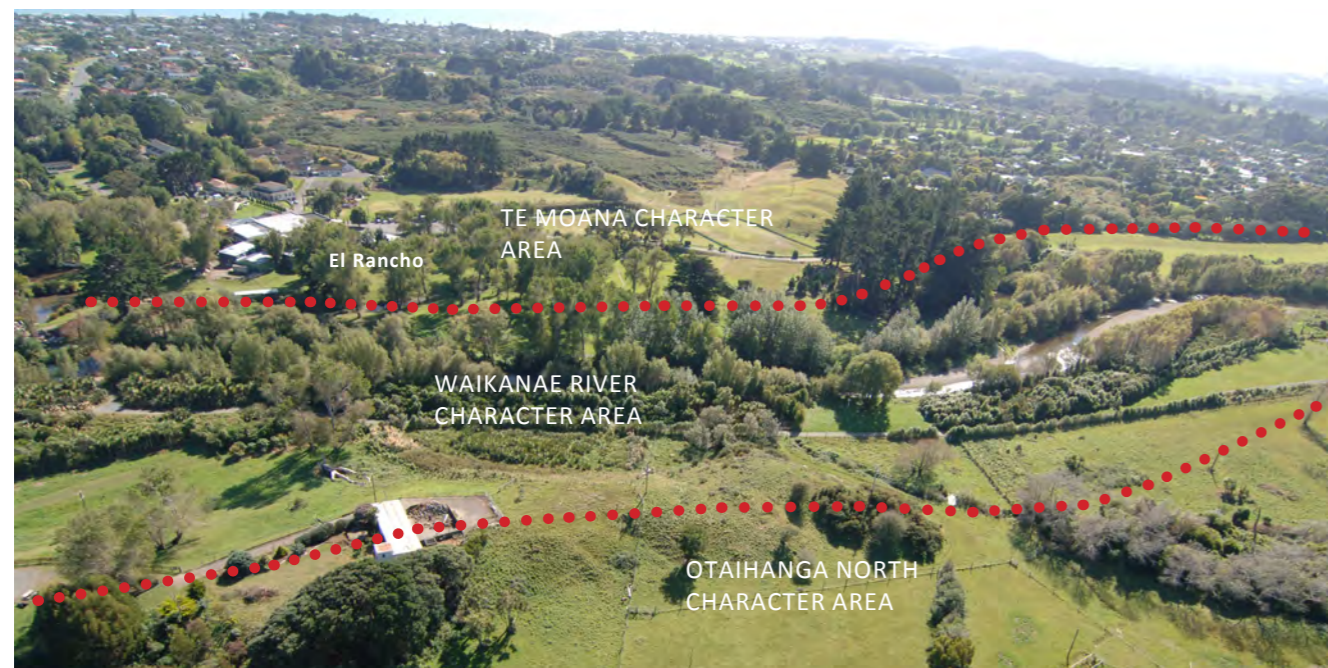 TE MOANA CHARACTER
AREA
El Rancho
WAIKANAE RIVER
CHARACTER AREA
OTAIHANGA NORTH
CHARACTER AREA